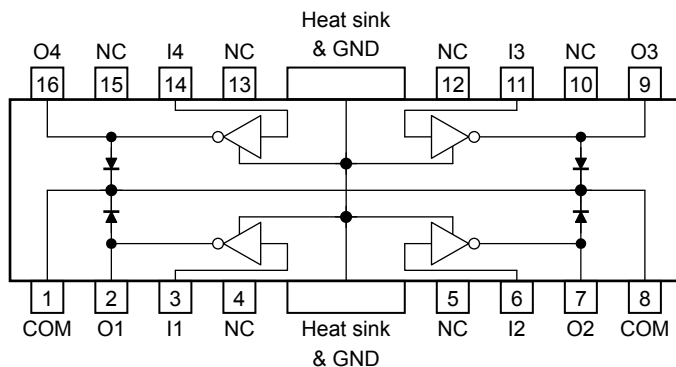 Heat sink
& GND
O4 NC I4 NC NC I3 NC O3
16 15 14 13 12 11 10 9
1 2 3 4 5 6 7 8
COM O1 I1 NC NC I2 O2 COM
Heat sink
& GND